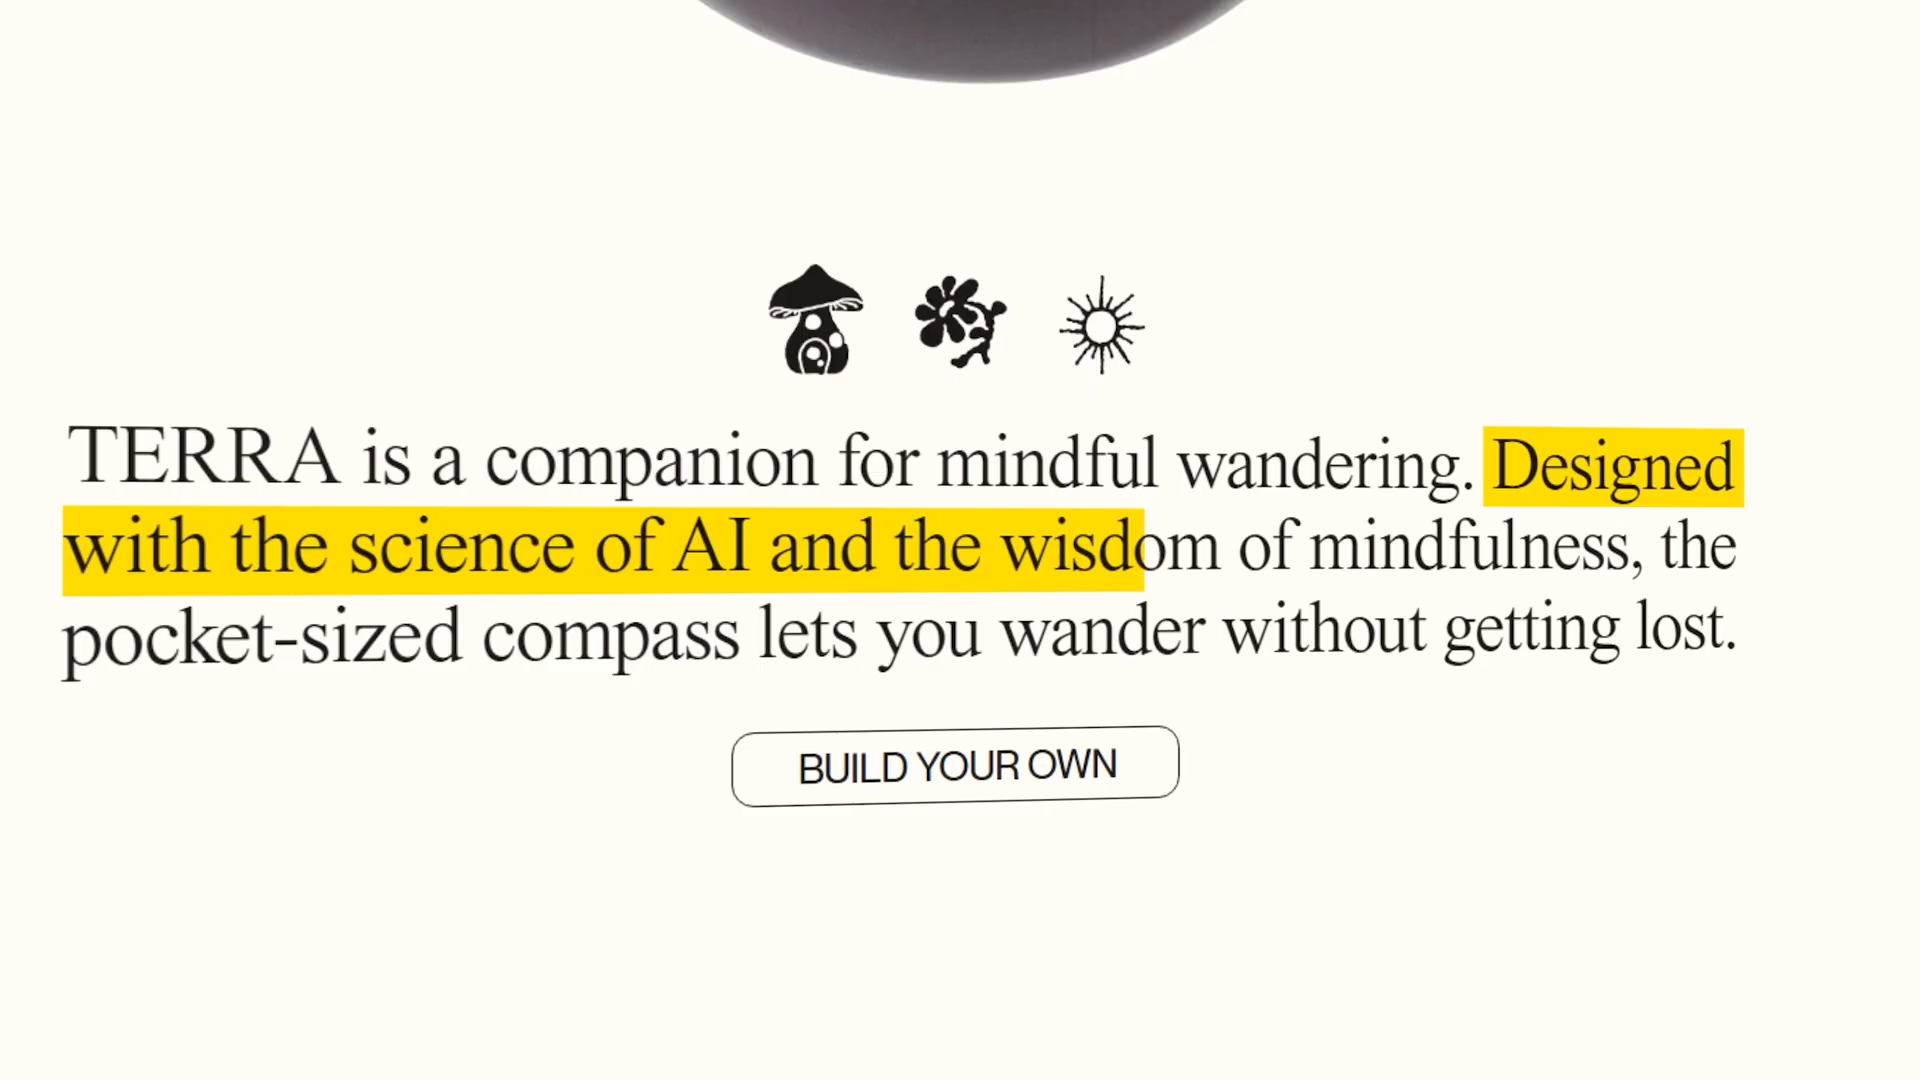 TERRA is a companion for mindful wandering. Designed
with the science of AI and the wisdom of mindfulness, the
pocket-sized compass lets you wander without getting lost.
BUILD YOUR OWN